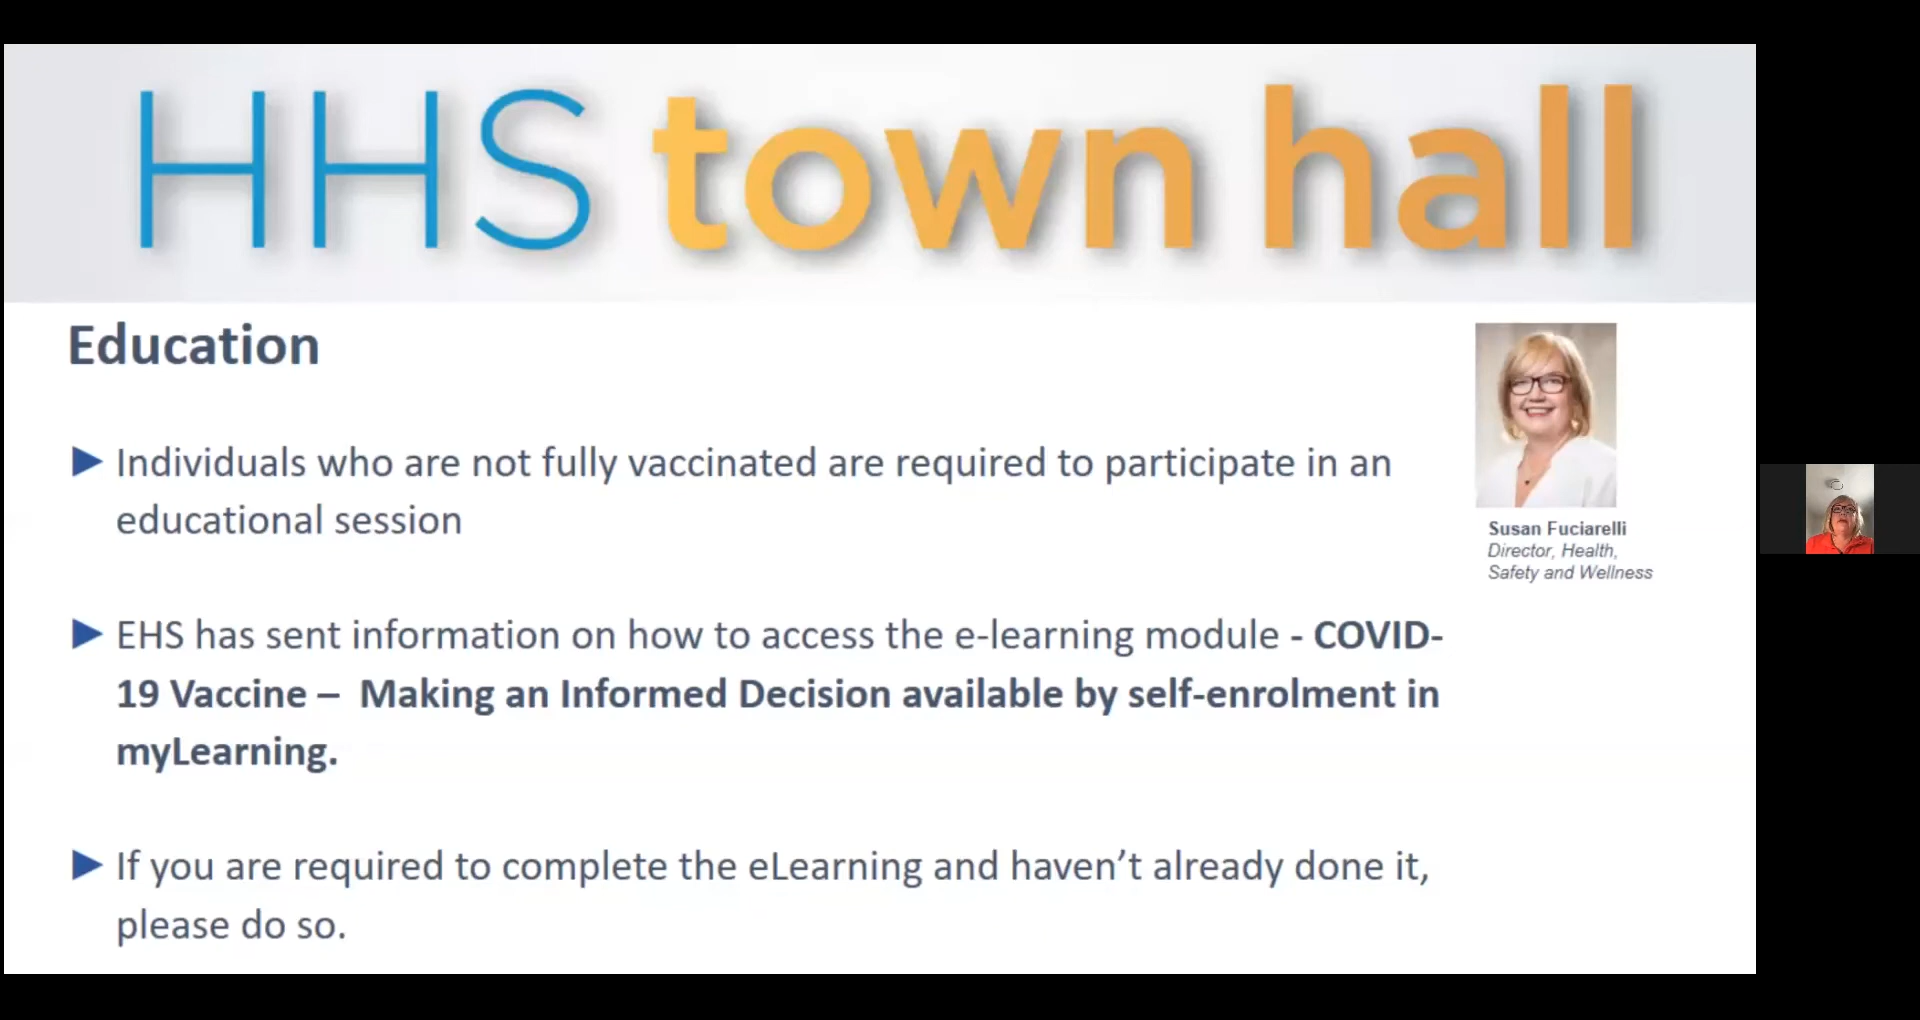 HHS town hall
Education
Susan Fuciarelli
Director, Health,
Safety and Wellness
► Individuals who are not fully vaccinated are required to participate in an
educational session
► EHS has sent information on how to access the e-learning module - COVID-
19 Vaccine – Making an Informed Decision available by self-enrolment in
myLearning.
► If you are required to complete the eLearning and haven’t already done it,
please do so.